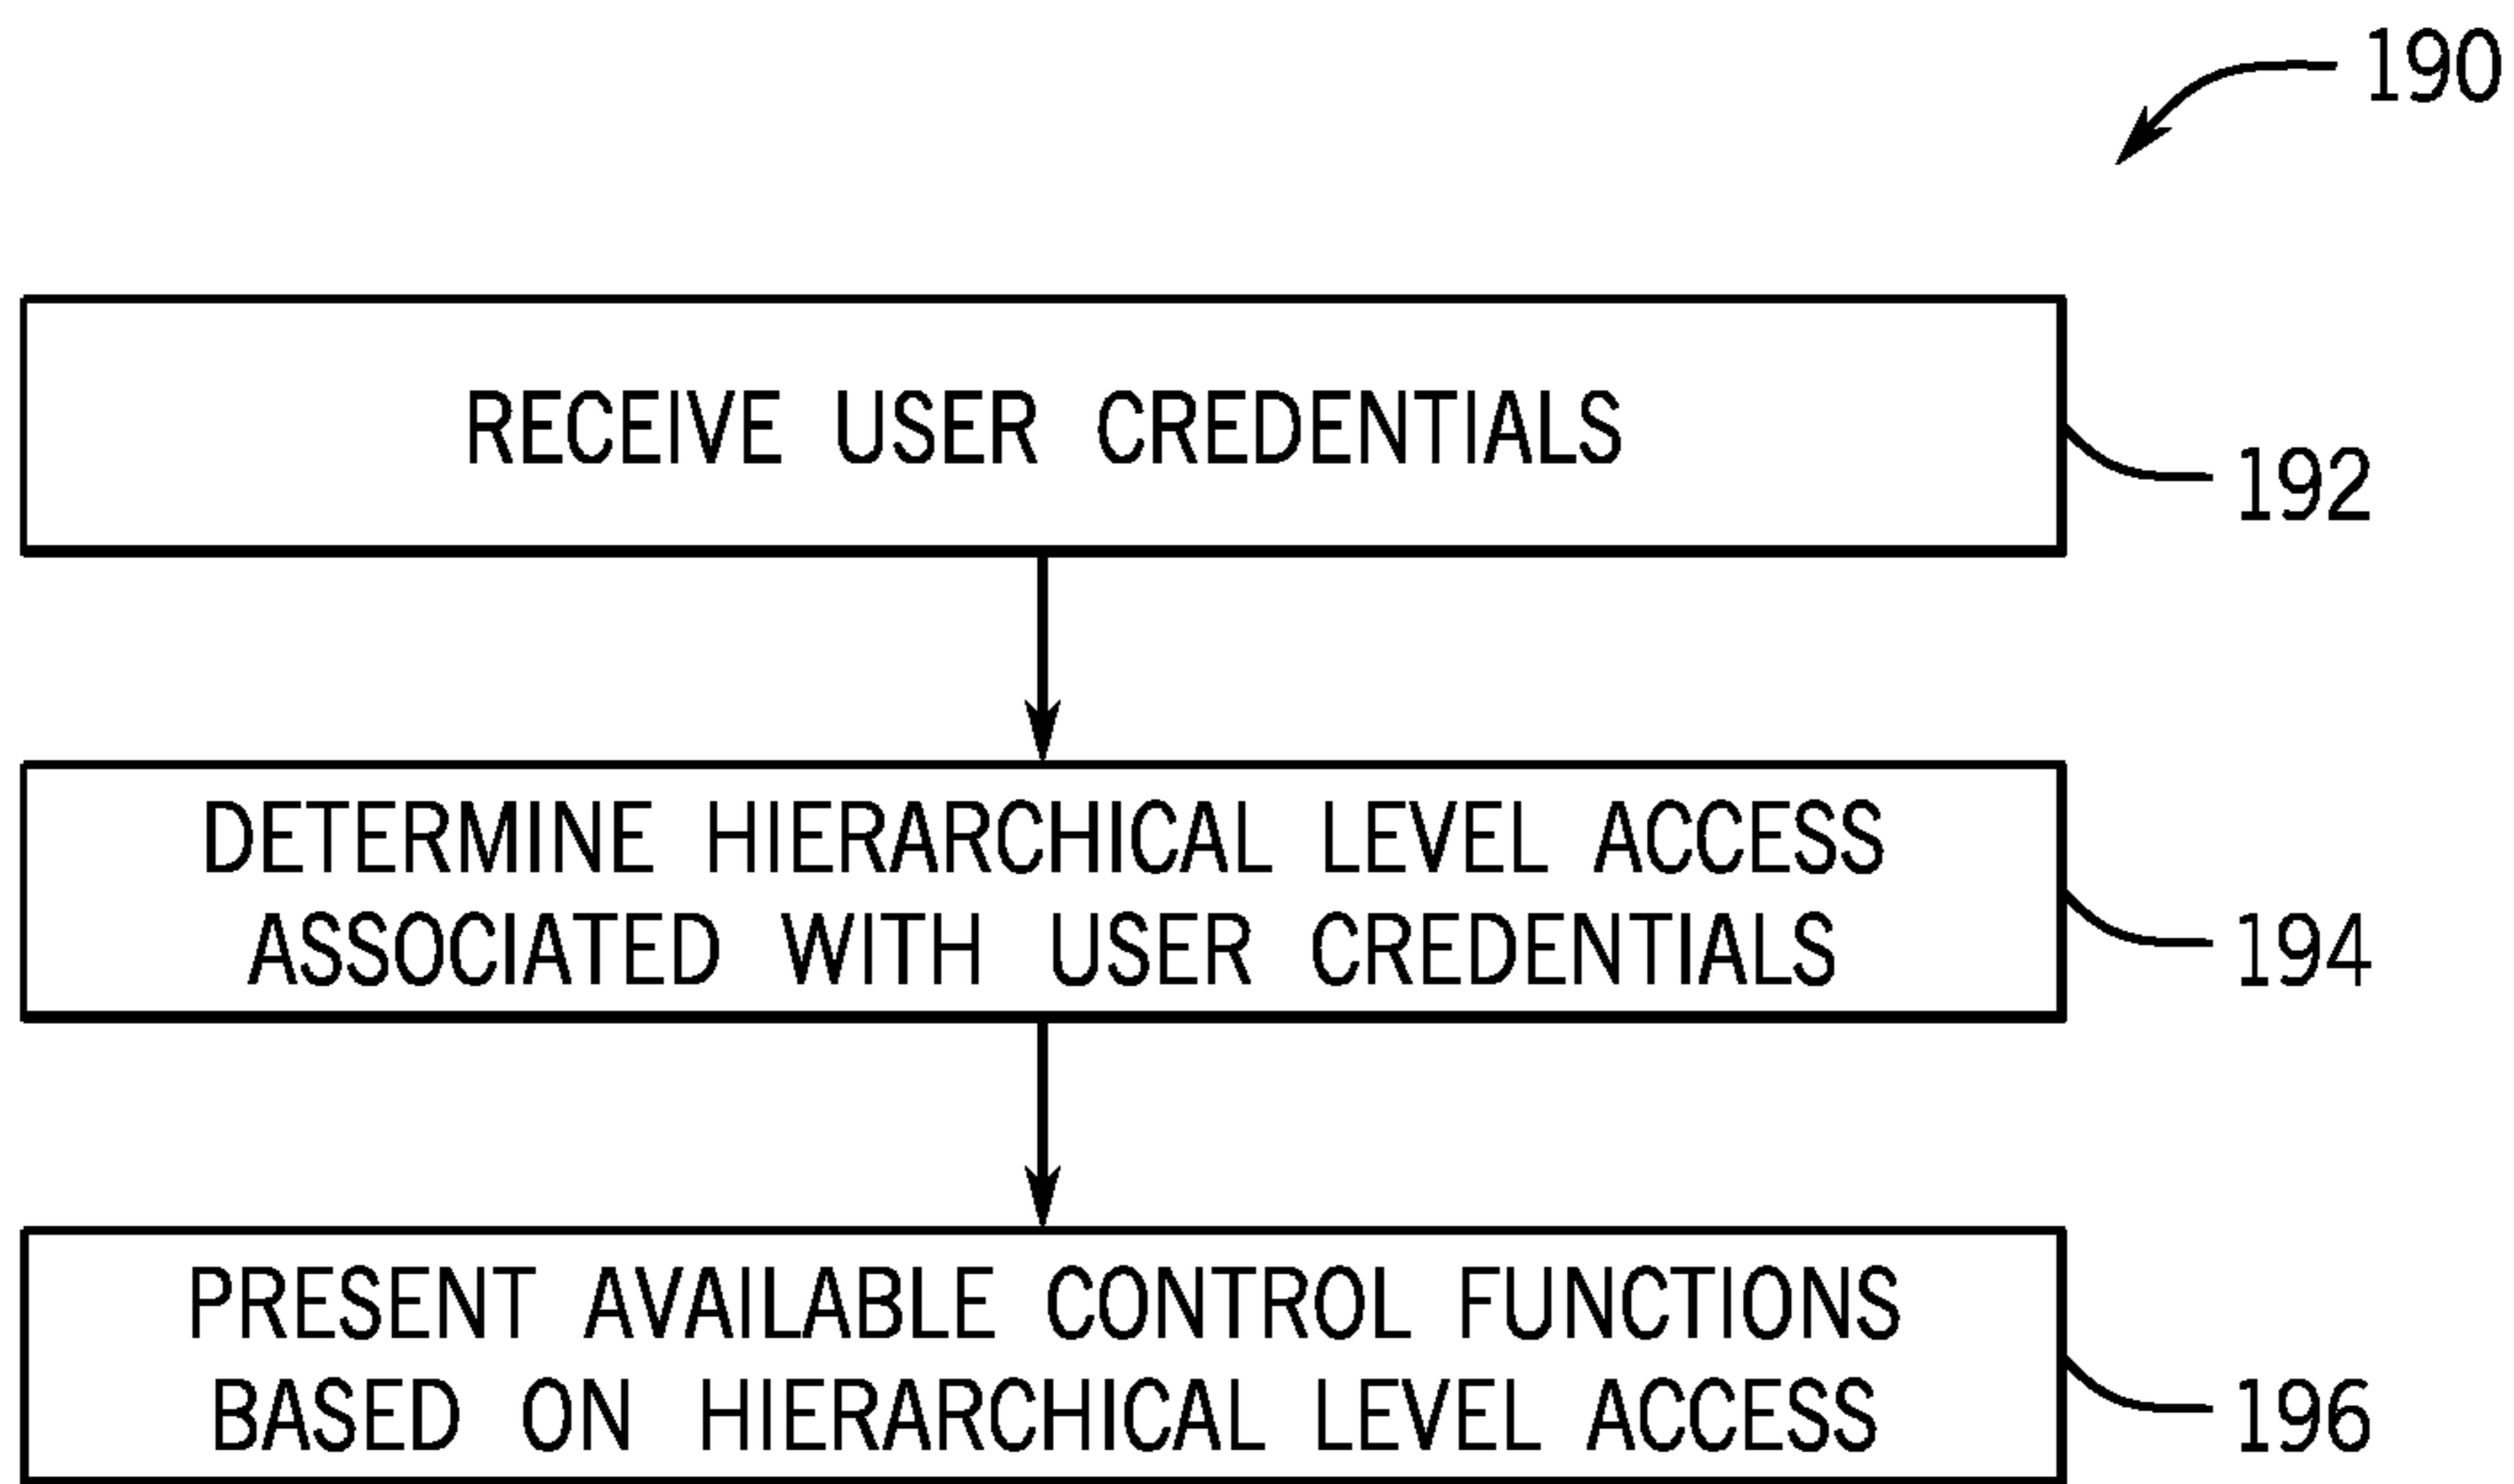 190
RECEIVE USER CREDENTIALS
192
DETERMINE HIERARCHICAL LEVEL ACCESS
ASSOCIATED WITH USER CREDENTIALS
194
PRESENT AVAILABLE CONTROL FUNCTIONS
BASED ON HIERARCHICAL LEVEL ACCESS
196